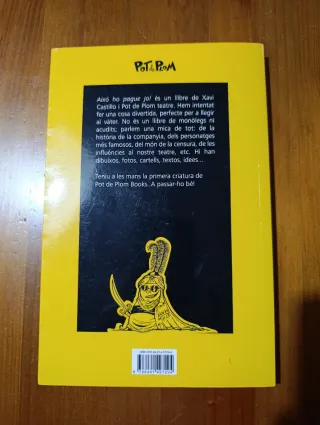 POT de PLOM
Això ho pague jo! és un llibre de Xavi
Castillo i Pot de Plom teatre. Hem intentat
fer una cosa divertida, perfecte per a llegir
al váter. No és un llibre de monòlegs ni
acudits; parlem una mica de tot: de la
història de la companyia, dels personatges
més famosos, del món de la censura, de les
influències al nostre teatre, etc. Hi han
dibuixos, fotos, cartells, textos, idees...
Teniu a les mans la primera criatura de
Pot de Plom Books. A passar-ho bé!